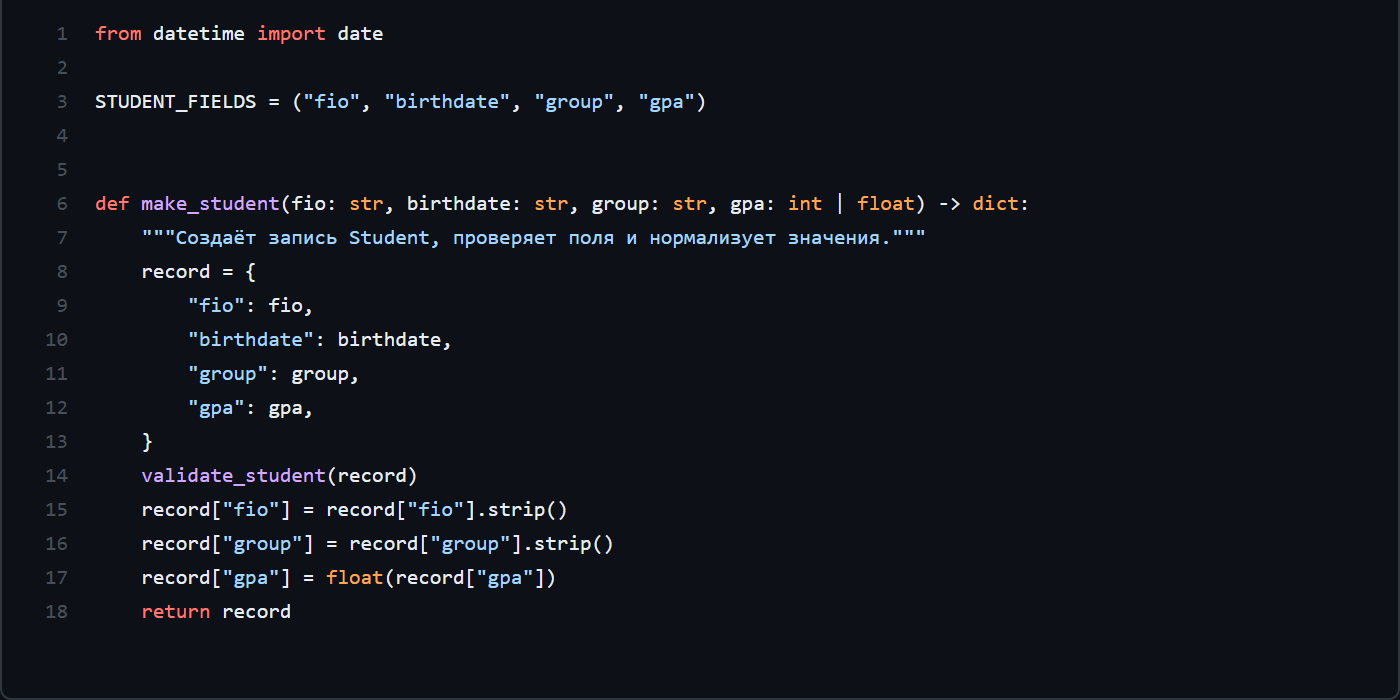 1 from datetime import date
2
3 STUDENT_FIELDS = ("fio", "birthdate", "group", "gpa")
4
5
6 def make_student(fio: str, birthdate: str, group: str, gpa: int | float) -> dict:
7     """Создаёт запись Student, проверяет поля и нормализует значения."""
8     record = {
9         "fio": fio,
10         "birthdate": birthdate,
11         "group": group,
12         "gpa": gpa,
13     }
14     validate_student(record)
15     record["fio"] = record["fio"].strip()
16     record["group"] = record["group"].strip()
17     record["gpa"] = float(record["gpa"])
18     return record